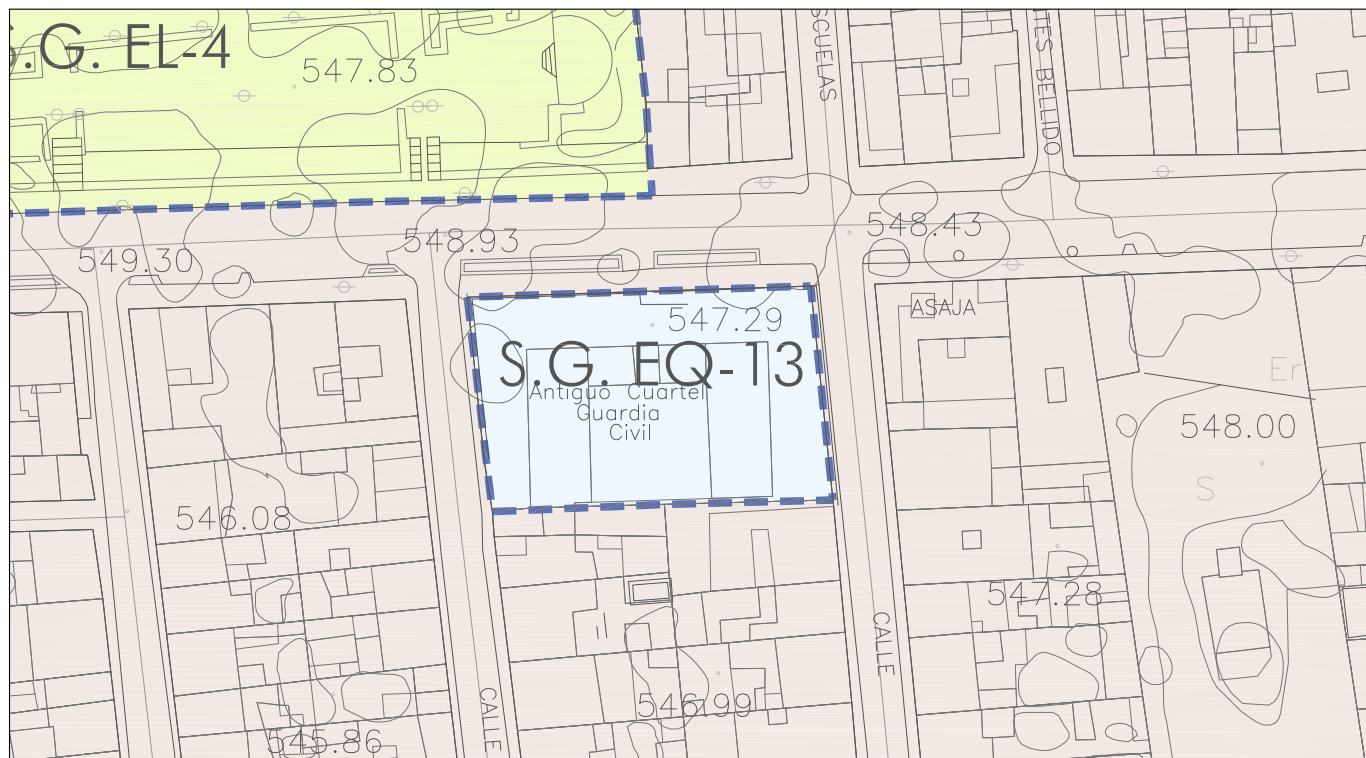 S.G. EL-4
547.83
SCUELAS
TES BELLIDO
549.30
548.93
548.43
547.29
ASAJA
S.G. EQ-13
Antiguo Cuartel
Guardia
Civil
Er
548.00
S
546.08
547.28
CALLE
CALLE
546.99
545.86